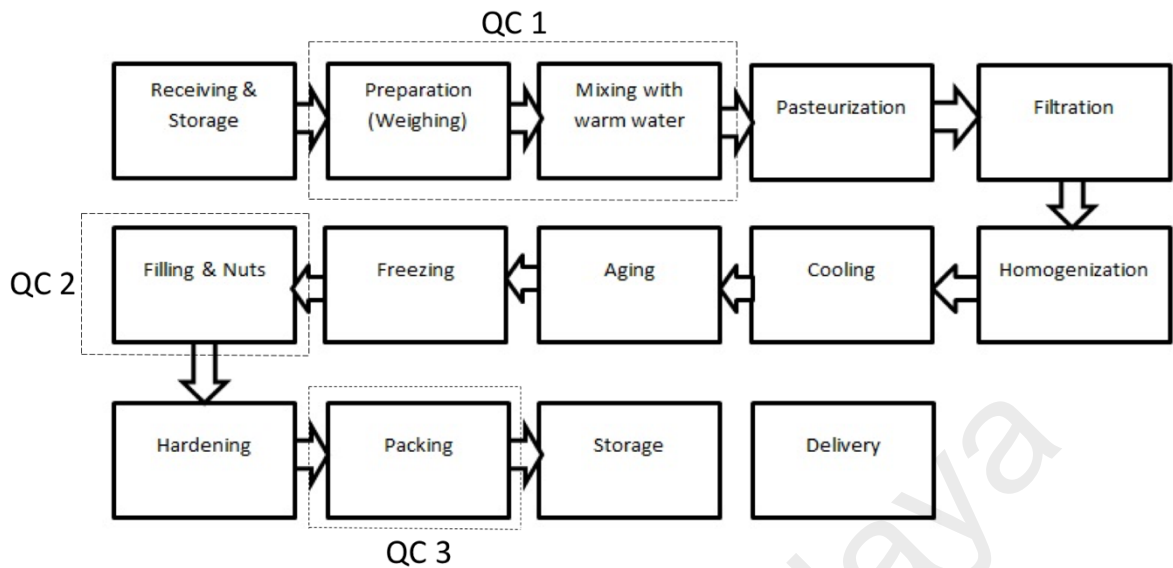 QC 1
Receiving &
Storage
Preparation
(Weighing)
Mixing with
warm water
Pasteurization
Filtration
QC 2
Filling & Nuts
Freezing
Aging
Cooling
Homogenization
Hardening
Packing
Storage
Delivery
QC 3
laya